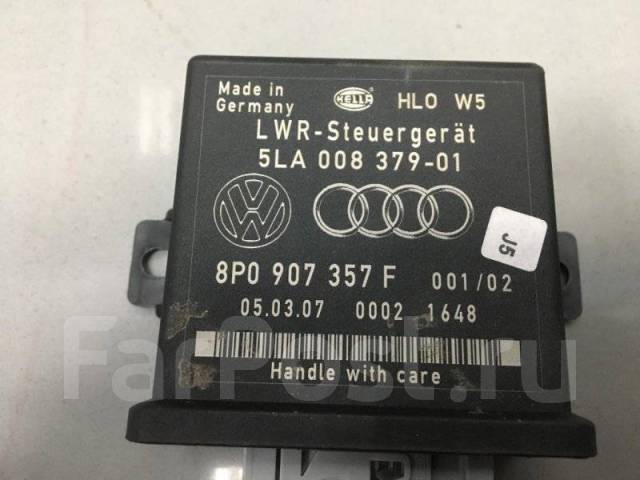 Made in
Germany
HELLA
HLO W5
LWR-Steuergerät
5LA 008 379-01
8P0 907 357 F 001/02
J5
05.03.07 0002 1648
Handle with care
FarPost.ru